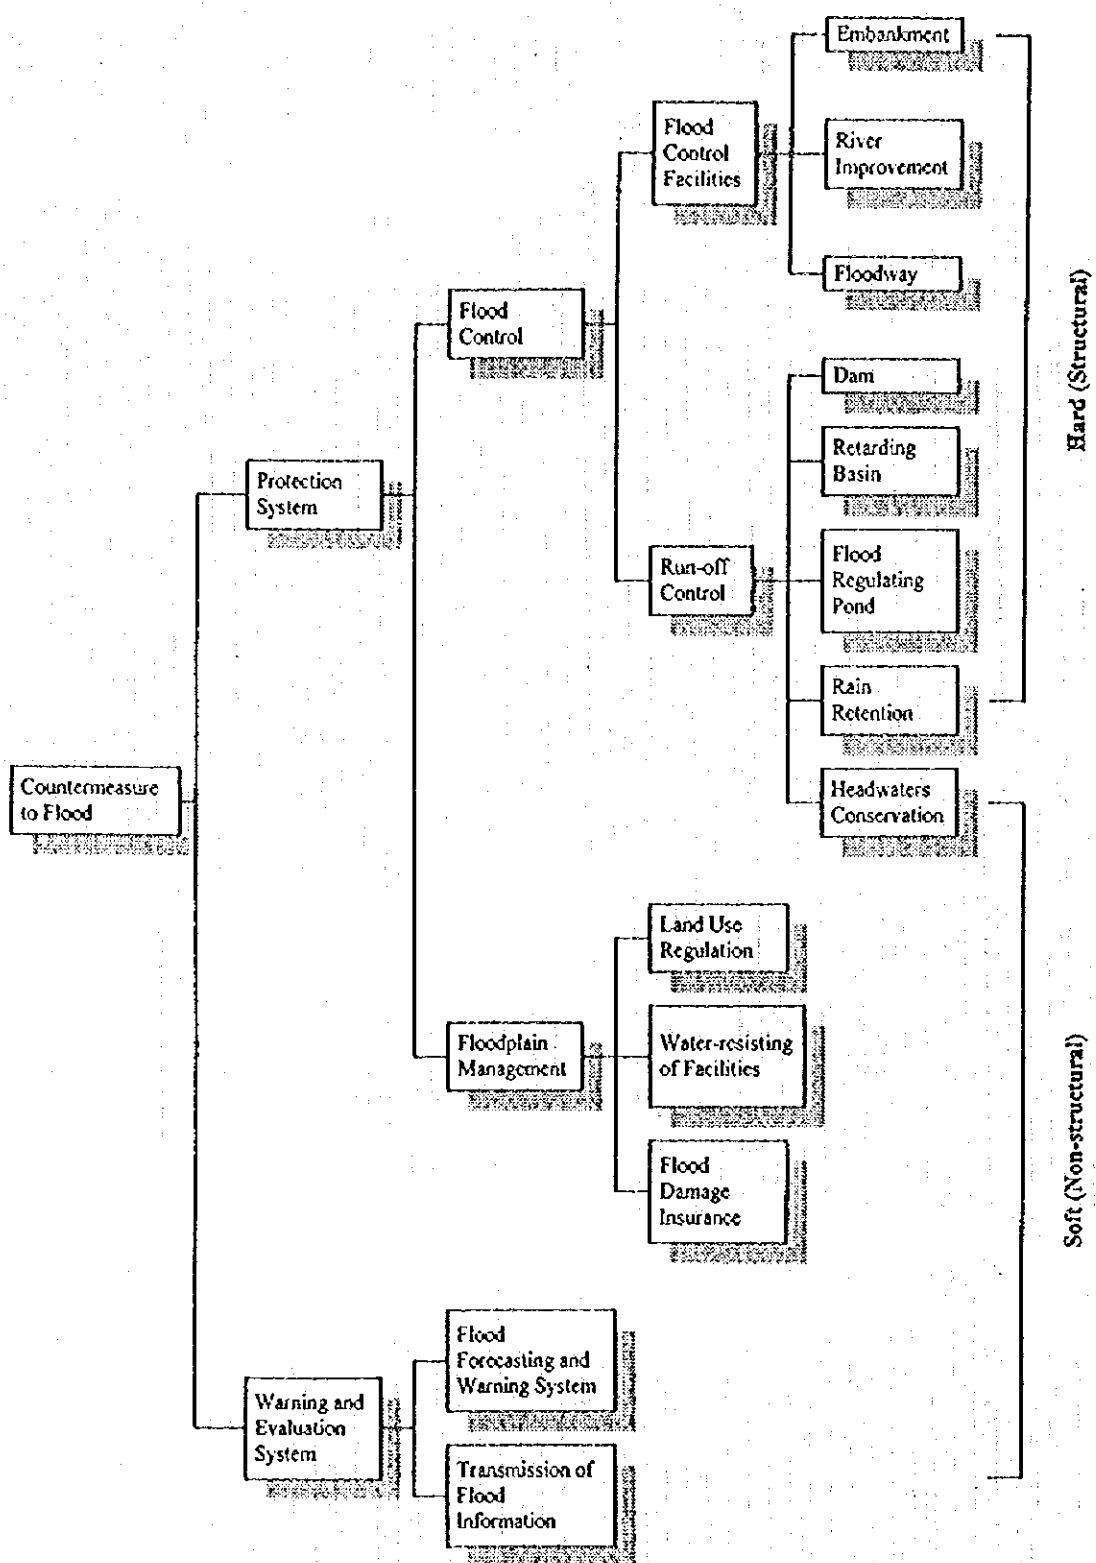 Embankment
Flood
Control
Facilities
River
Improvement
Floodway
Flood
Control
Dam
Retarding
Basin
Protection
System
Run-off
Control
Flood
Regulating
Pond
Rain
Retention
Countermeasure
to Flood
Headwaters
Conservation
Hard (Structural)
Land Use
Regulation
Floodplain
Management
Water-resisting
of Facilities
Flood
Damage
Insurance
Warning and
Evaluation
System
Flood
Forecasting and
Warning System
Transmission of
Flood
Information
Soft (Non-structural)